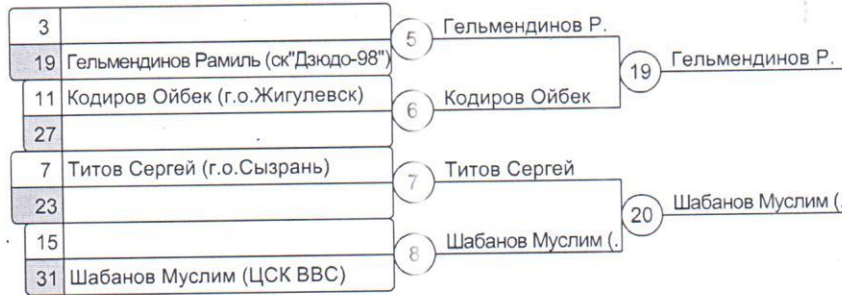 3
5 Гельмендинов Р.
19 Гельмендинов Рамиль (ск"Дзюдо-98")
19 Гельмендинов Р.
11 Кодиров Ойбек (г.о.Жигулевск)
6 Кодиров Ойбек
27
7 Титов Сергей (г.о.Сызрань)
7 Титов Сергей
23
20 Шабанов Муслим (.
15
8 Шабанов Муслим (.
31 Шабанов Муслим (ЦСК ВВС)